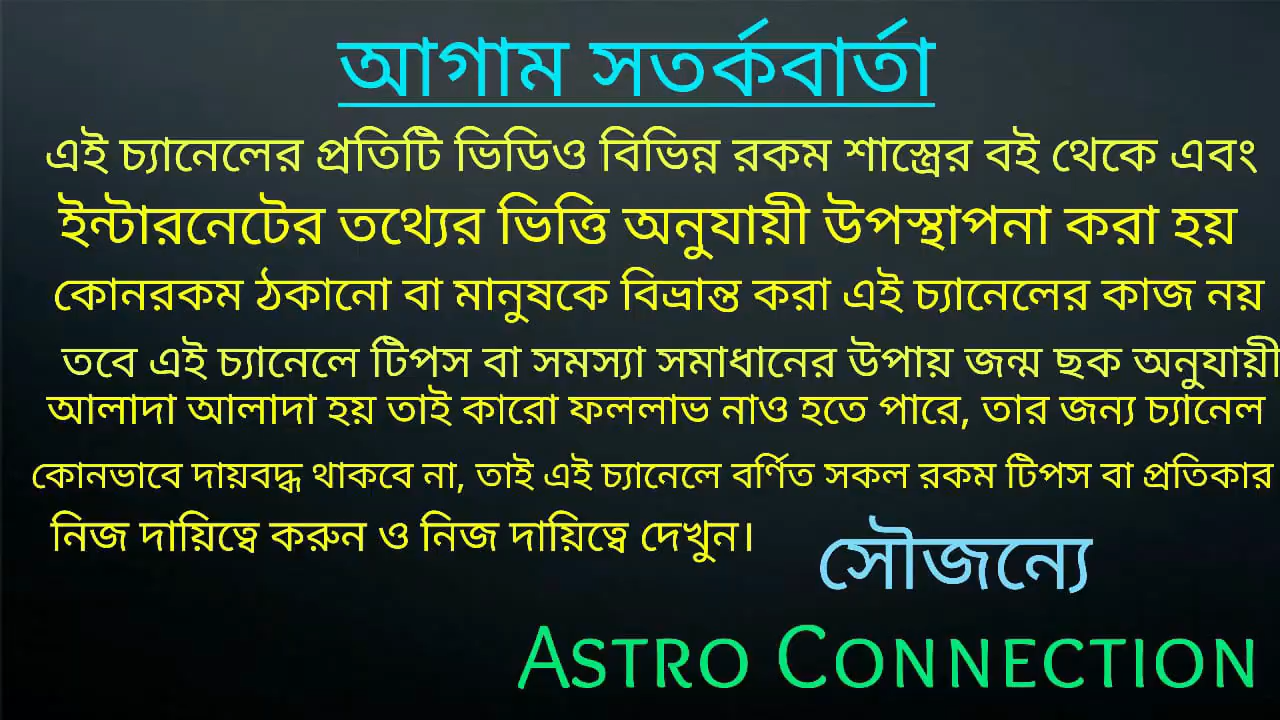 আগাম সতর্কবার্তা
এই চ্যানেলের প্রতিটি ভিডিও বিভিন্ন রকম শাস্ত্রের বই থেকে এবং
ইন্টারনেটের তথ্যের ভিত্তি অনুযায়ী উপস্থাপনা করা হয়
কোনরকম ঠকানো বা মানুষকে বিভ্রান্ত করা এই চ্যানেলের কাজ নয়
তবে এই চ্যানেলে টিপস বা সমস্যা সমাধানের উপায় জন্ম ছক অনুযায়ী
আলাদা আলাদা হয় তাই কারো ফললাভ নাও হতে পারে, তার জন্য চ্যানেল
কোনভাবে দায়বদ্ধ থাকবে না, তাই এই চ্যানেলে বর্ণিত সকল রকম টিপস বা প্রতিকার
নিজ দায়িত্বে করুন ও নিজ দায়িত্বে দেখুন।
সৌজন্যে
ASTRO CONNECTION